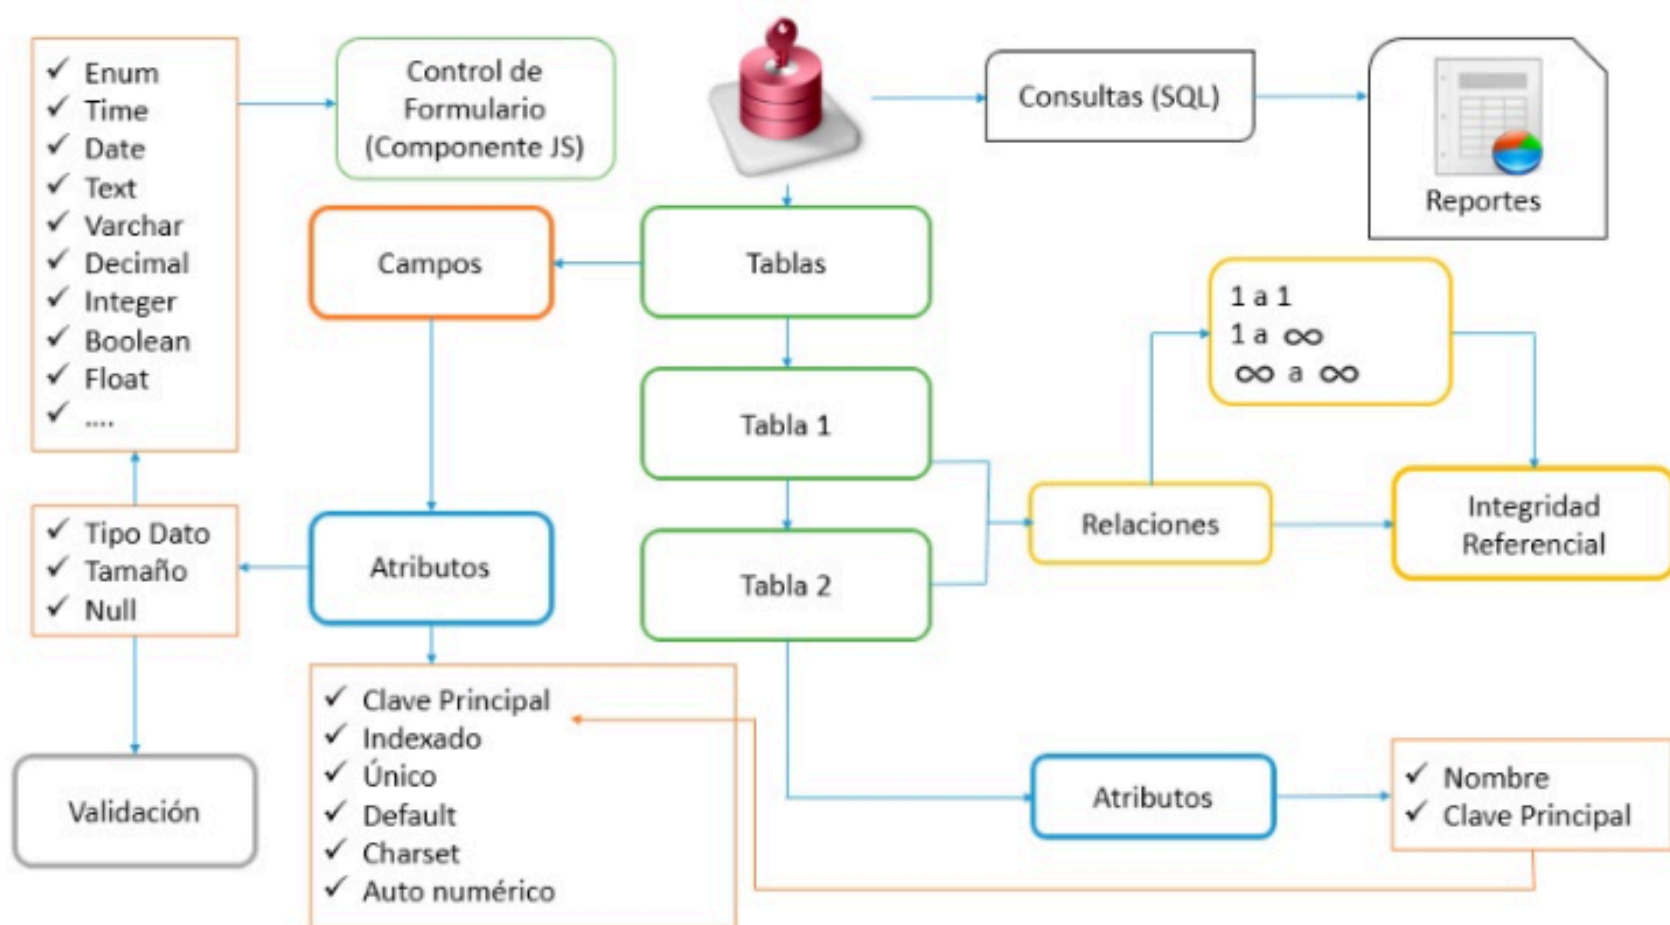 ✓ Enum
✓ Time
✓ Date
✓ Text
✓ Varchar
✓ Decimal
✓ Integer
✓ Boolean
✓ Float
✓ ....
Control de
Formulario
(Componente JS)
Consultas (SQL)
Reportes
Campos
Tablas
1 a 1
1 a ∞
∞ a ∞
Tabla 1
Relaciones
Integridad
Referencial
✓ Tipo Dato
✓ Tamaño
✓ Null
Atributos
Tabla 2
✓ Clave Principal
✓ Indexado
✓ Único
✓ Default
✓ Charset
✓ Auto numérico
Validación
Atributos
✓ Nombre
✓ Clave Principal